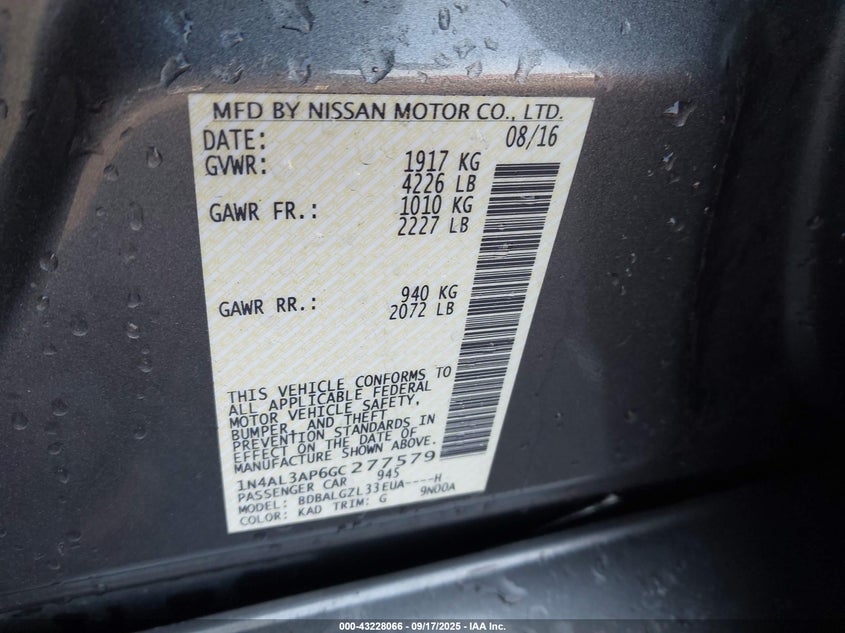 MFD BY NISSAN MOTOR CO., LTD.
DATE: 08/16
GVWR: 1917 KG
4226 LB
GAWR FR.: 1010 KG
2227 LB
GAWR RR.: 940 KG
2072 LB
THIS VEHICLE CONFORMS TO
ALL APPLICABLE FEDERAL
MOTOR VEHICLE SAFETY,
BUMPER, AND THEFT
PREVENTION STANDARDS IN
EFFECT ON THE DATE OF
MANUFACTURE SHOWN ABOVE.
1N4AL3AP6GC277579
PASSENGER CAR 945
MODEL: BDBALGZL33EUA----H
COLOR: KAD TRIM: G 9N00A
000-43228066 - 09/17/2025 - IAA Inc.